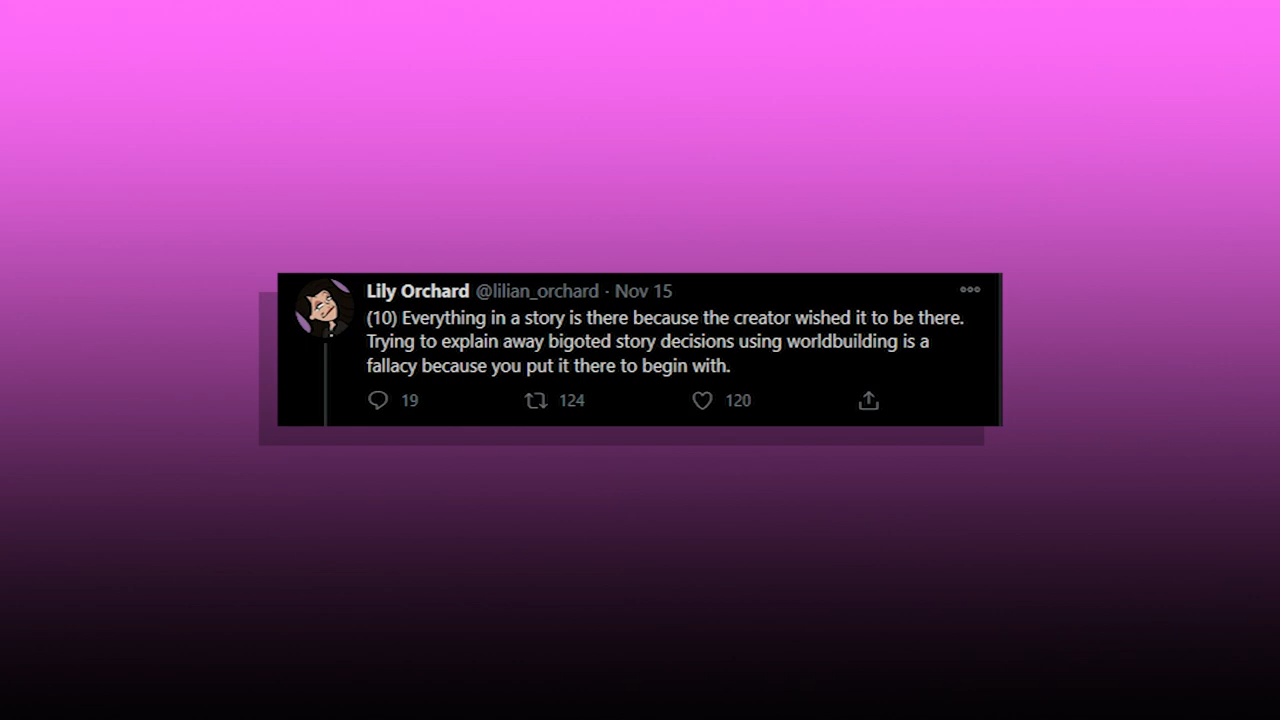 Lily Orchard @lilian_orchard · Nov 15
(10) Everything in a story is there because the creator wished it to be there.
Trying to explain away bigoted story decisions using worldbuilding is a
fallacy because you put it there to begin with.
19 124 120